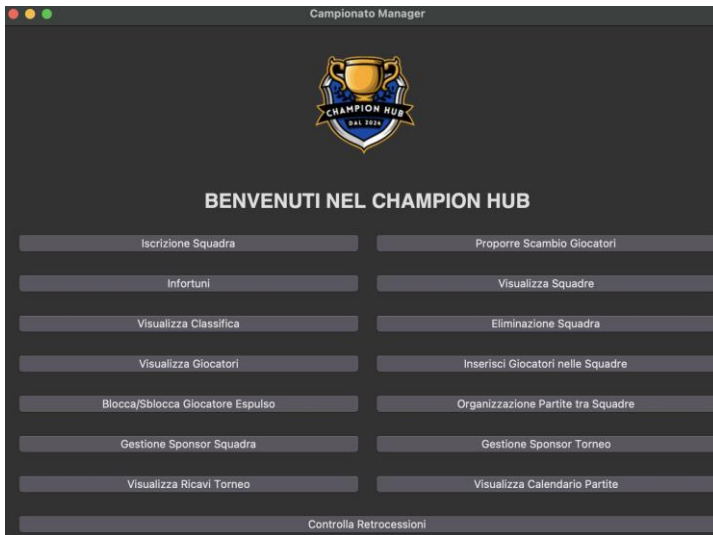 Campionato Manager
CHAMPION HUB
DAL 2024
BENVENUTI NEL CHAMPION HUB
Iscrizione Squadra
Proporre Scambio Giocatori
Infortuni
Visualizza Squadre
Visualizza Classifica
Eliminazione Squadra
Visualizza Giocatori
Inserisci Giocatori nelle Squadre
Blocca/Sblocca Giocatore Espulso
Organizzazione Partite tra Squadre
Gestione Sponsor Squadra
Gestione Sponsor Torneo
Visualizza Ricavi Torneo
Visualizza Calendario Partite
Controlla Retrocessioni